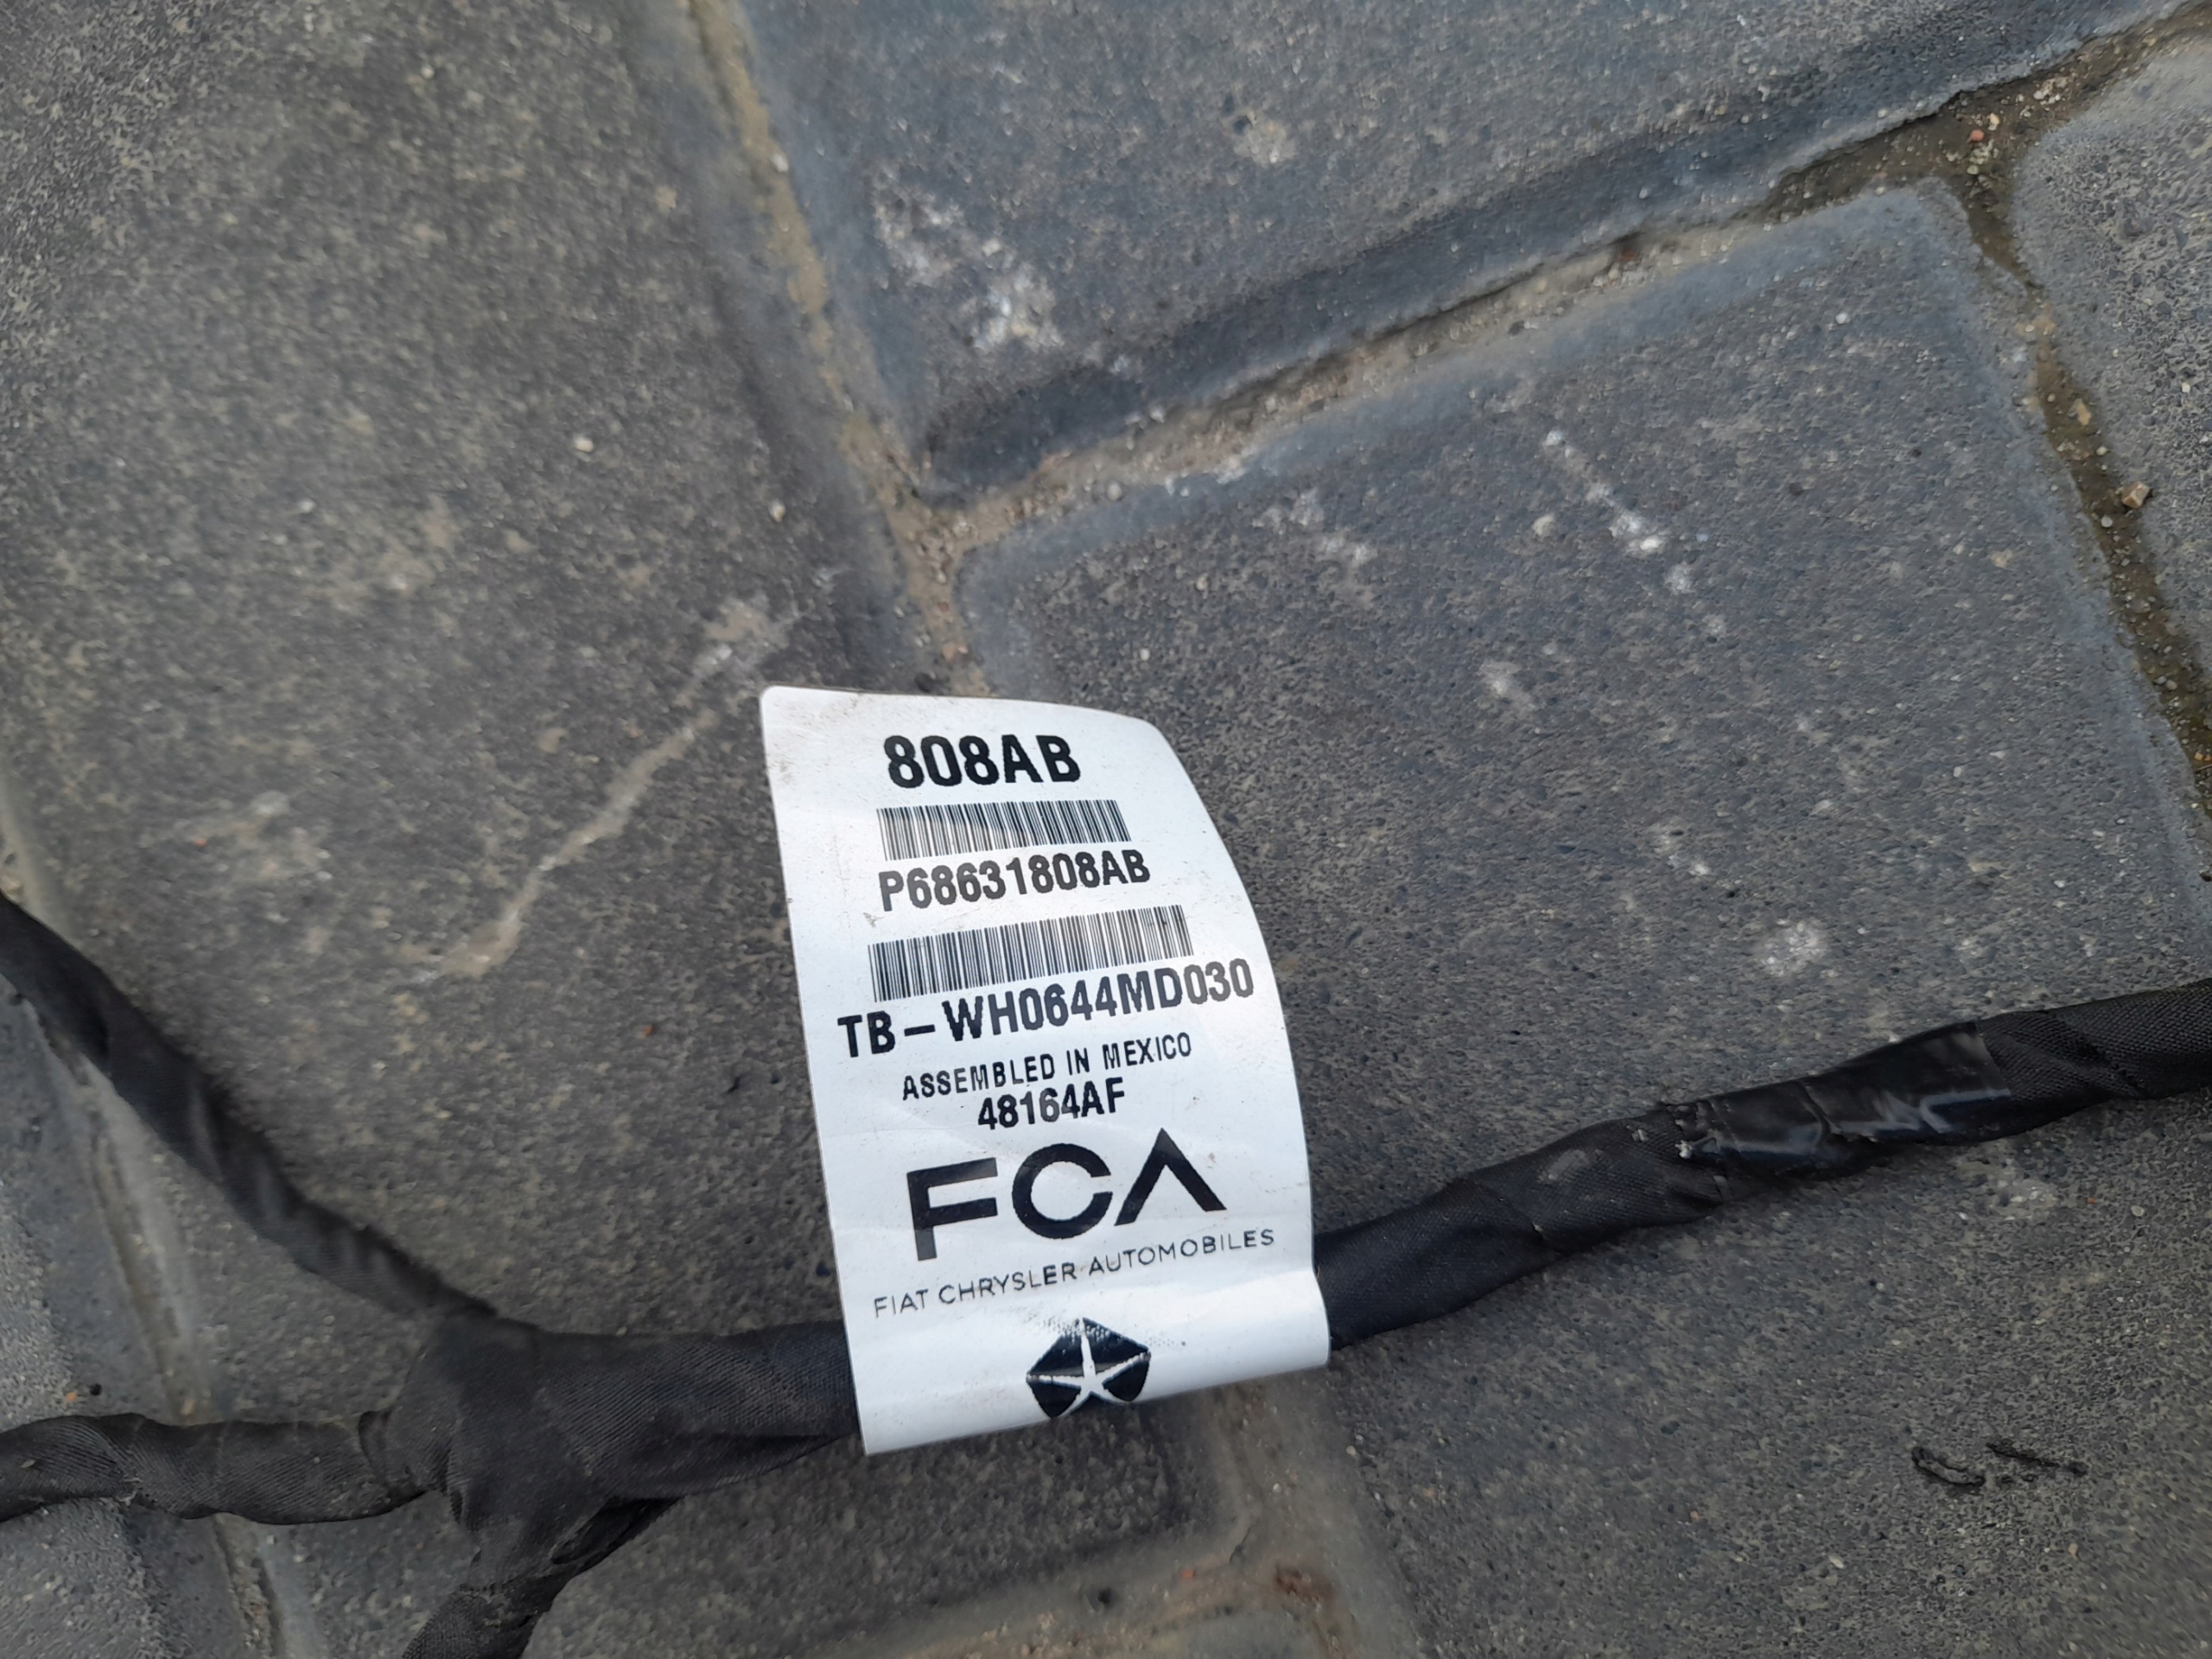 808AB
P68631808AB
TB-WH0644MD030
ASSEMBLED IN MEXICO
48164AF
FCA
FIAT CHRYSLER AUTOMOBILES